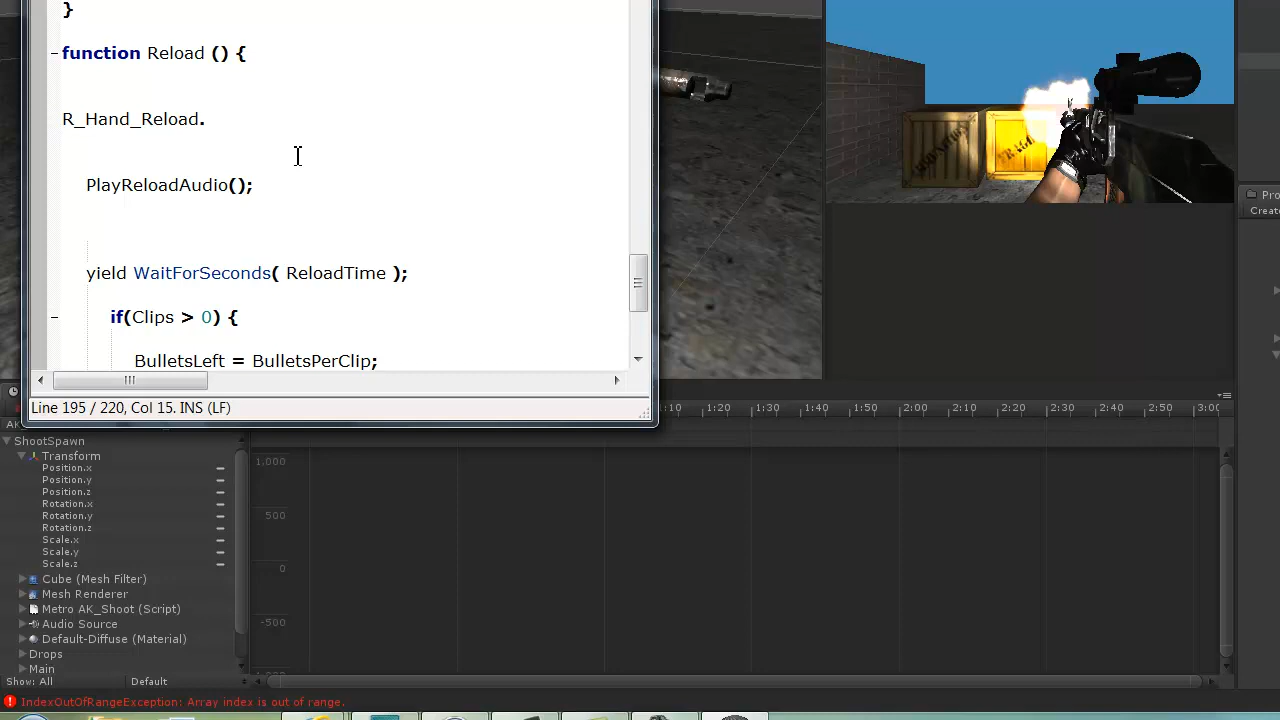 }
function Reload () {
R_Hand_Reload.
PlayReloadAudio();
yield WaitForSeconds( ReloadTime );
if(Clips > 0) {
BulletsLeft = BulletsPerClip;
Line 195 / 220, Col 15. INS (LF)
FRAGILE
Pro
Creat
1:10 1:20 1:30 1:40 1:50 2:00 2:10 2:20 2:30 2:40 2:50 3:00
AK
ShootSpawn
Transform
Position.x
Position.y
Position.z
Rotation.x
Rotation.y
Rotation.z
Scale.x
Scale.y
Scale.z
Cube (Mesh Filter)
Mesh Renderer
Metro AK_Shoot (Script)
Audio Source
Default-Diffuse (Material)
Drops
Main
Show: All Default
1,000
500
0
-500
IndexOutOfRangeException: Array index is out of range.